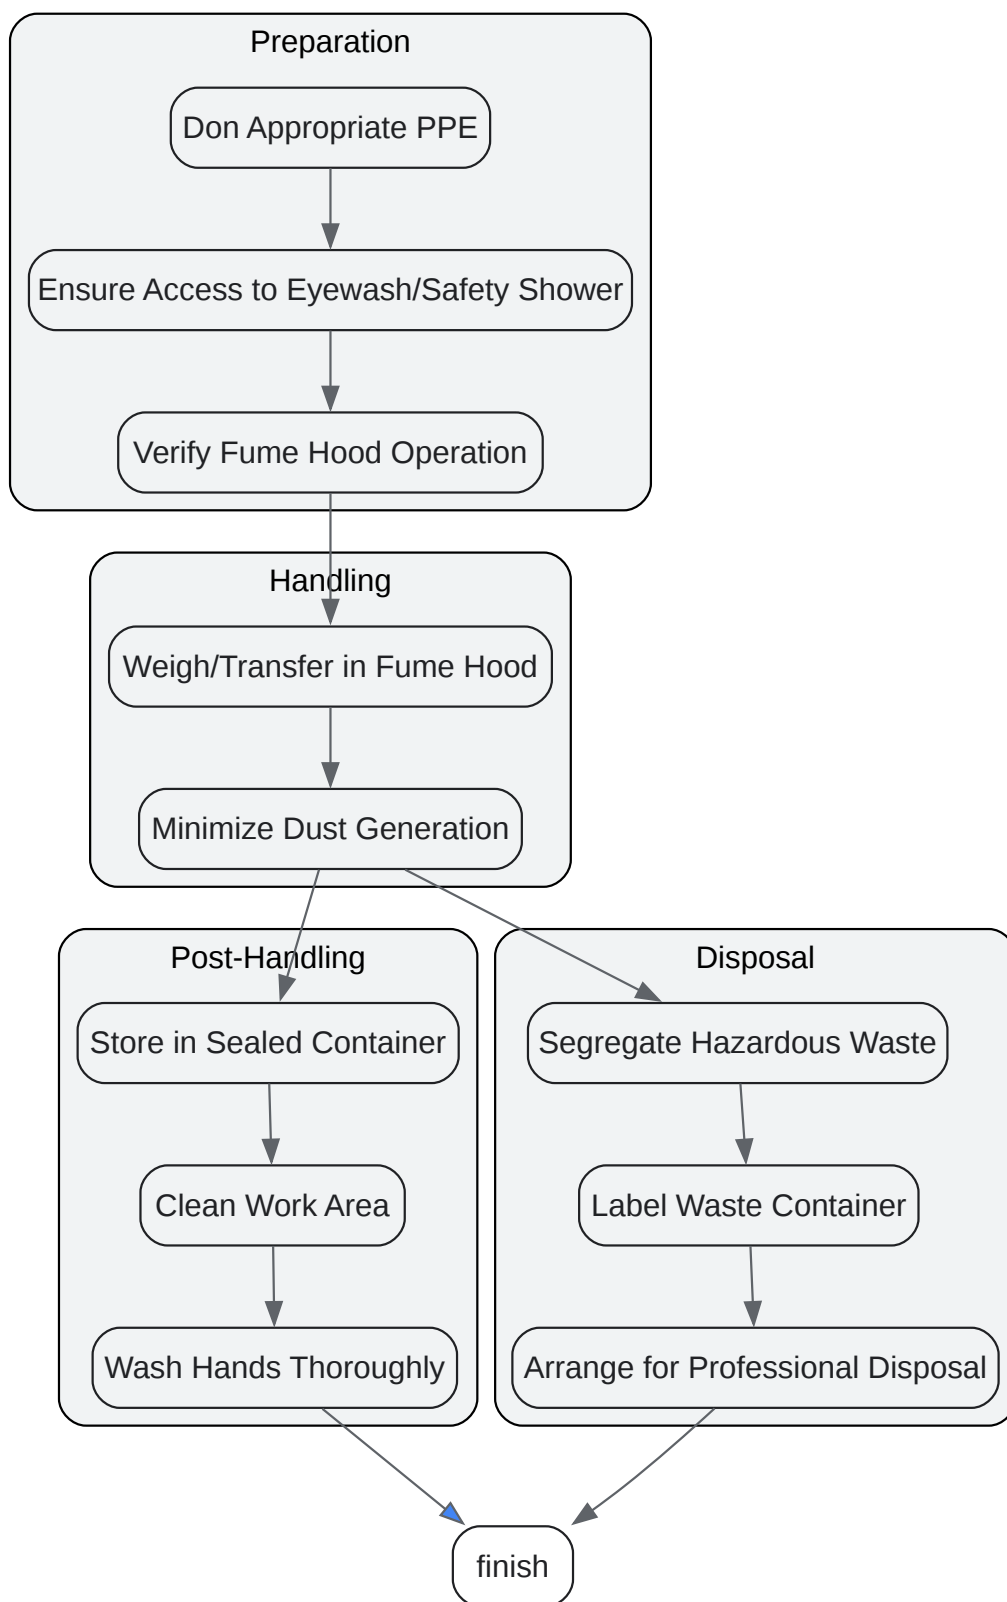 Preparation
Don Appropriate PPE
Ensure Access to Eyewash/Safety Shower
Verify Fume Hood Operation
Handling
Weigh/Transfer in Fume Hood
Minimize Dust Generation
Post-Handling
Store in Sealed Container
Clean Work Area
Wash Hands Thoroughly
Disposal
Segregate Hazardous Waste
Label Waste Container
Arrange for Professional Disposal
finish